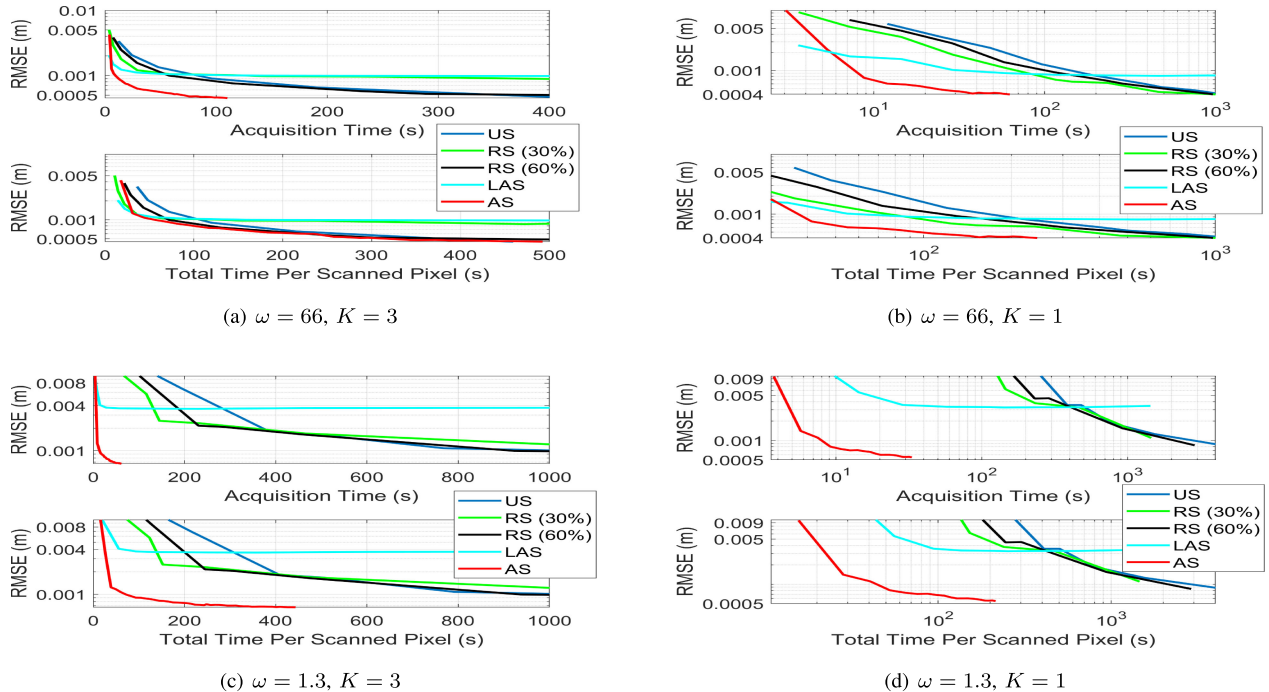 RMSE (m)
0.01
0.005
0.001
0.0005
100
200
300
400
Acquisition Time (s)
US
RS (30%)
RS (60%)
LAS
AS
RMSE (m)
0.005
0.001
0.0005
0
100
200
300
400
500
Total Time Per Scanned Pixel (s)
(a) ω = 66, K = 3
RMSE (m)
0.005
0.001
0.0004
10¹
10²
10³
Acquisition Time (s)
US
RS (30%)
RS (60%)
LAS
AS
RMSE (m)
0.005
0.001
0.0004
10²
10³
Total Time Per Scanned Pixel (s)
(b) ω = 66, K = 1
RMSE (m)
0.008
0.004
0.001
0
200
400
600
800
1000
Acquisition Time (s)
US
RS (30%)
RS (60%)
LAS
AS
RMSE (m)
0.008
0.004
0.001
0
200
400
600
800
1000
Total Time Per Scanned Pixel (s)
(c) ω = 1.3, K = 3
RMSE (m)
0.009
0.001
0.0005
10¹
10²
10³
Acquisition Time (s)
US
RS (30%)
RS (60%)
LAS
AS
RMSE (m)
0.009
0.0005
10²
10³
Total Time Per Scanned Pixel (s)
(d) ω = 1.3, K = 1